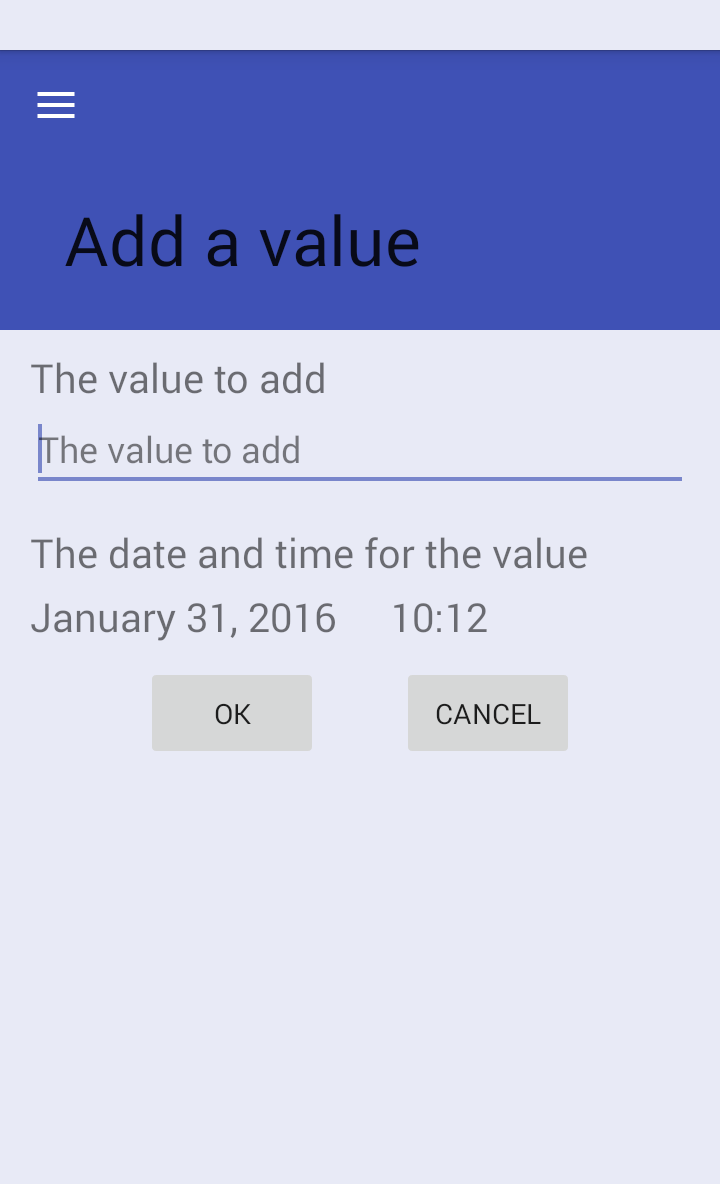 Add a value
The value to add
The value to add
The date and time for the value
January 31, 2016 10:12
OK CANCEL